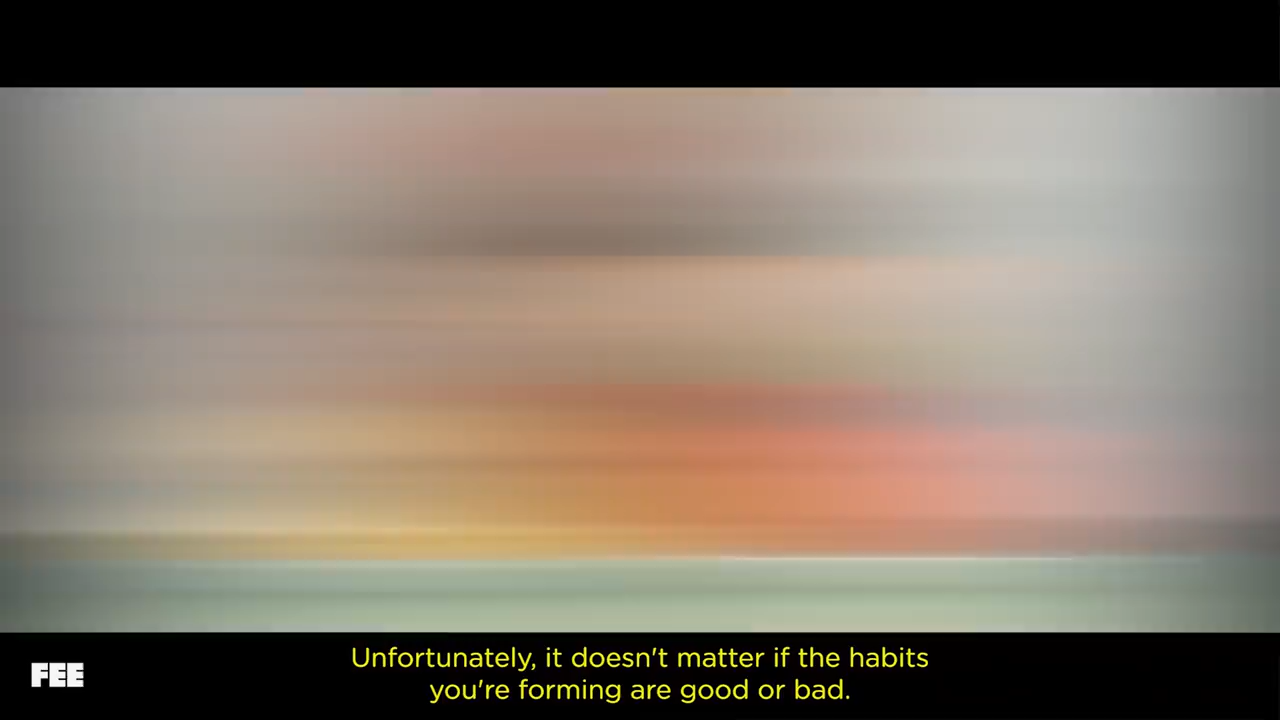 Unfortunately, it doesn't matter if the habits
you're forming are good or bad.
FEE